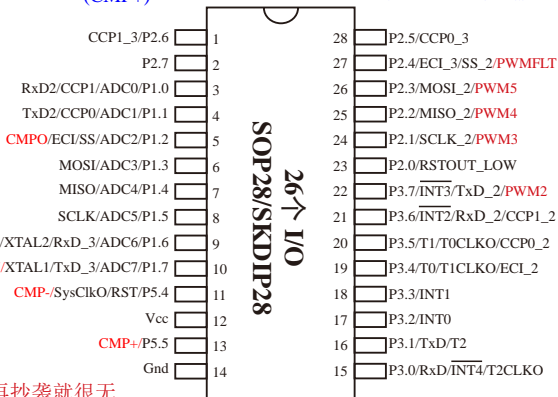 (CMP+)
CCP1_3/P2.6 1
P2.7 2
RxD2/CCP1/ADC0/P1.0 3
TxD2/CCP0/ADC1/P1.1 4
CMPO/ECI/SS/ADC2/P1.2 5
MOSI/ADC3/P1.3 6
MISO/ADC4/P1.4 7
SCLK/ADC5/P1.5 8
/XTAL2/RxD_3/ADC6/P1.6 9
/XTAL1/TxD_3/ADC7/P1.7 10
CMP-/SysClkO/RST/P5.4 11
Vcc 12
CMP+/P5.5 13
Gnd 14
26个 I/O
SOP28/SKDIP28
28 P2.5/CCP0_3
27 P2.4/ECI_3/SS_2/PWMFLT
26 P2.3/MOSI_2/PWM5
25 P2.2/MISO_2/PWM4
24 P2.1/SCLK_2/PWM3
23 P2.0/RSTOUT_LOW
22 P3.7/INT3/TxD_2/PWM2
21 P3.6/INT2/RxD_2/CCP1_2
20 P3.5/T1/T0CLKO/CCP0_2
19 P3.4/T0/T1CLKO/ECI_2
18 P3.3/INT1
17 P3.2/INT0
16 P3.1/TxD/T2
15 P3.0/RxD/INT4/T2CLKO
再抄袭就很无